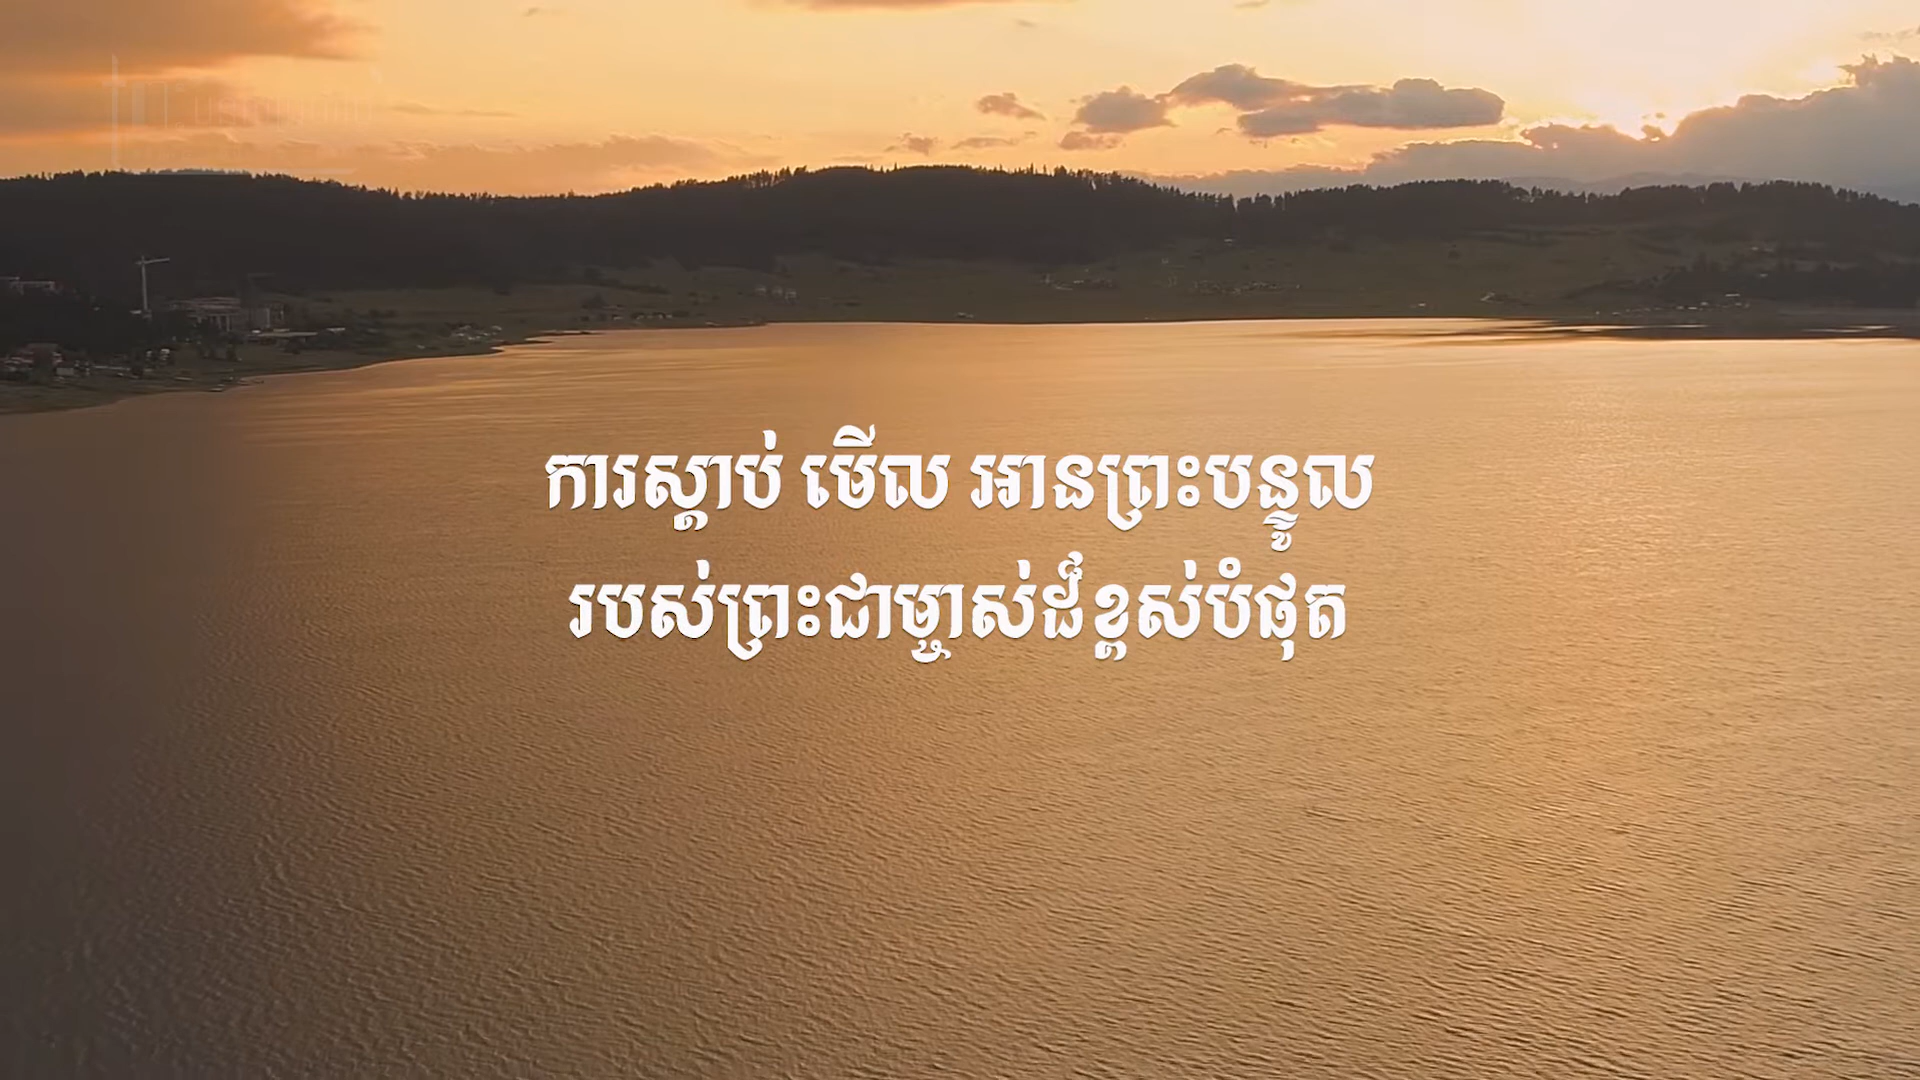 ការស្ដាប់ មើល អានព្រះបន្ទូល
របស់ព្រះជាម្ចាស់ដ៏ខ្ពស់បំផុត